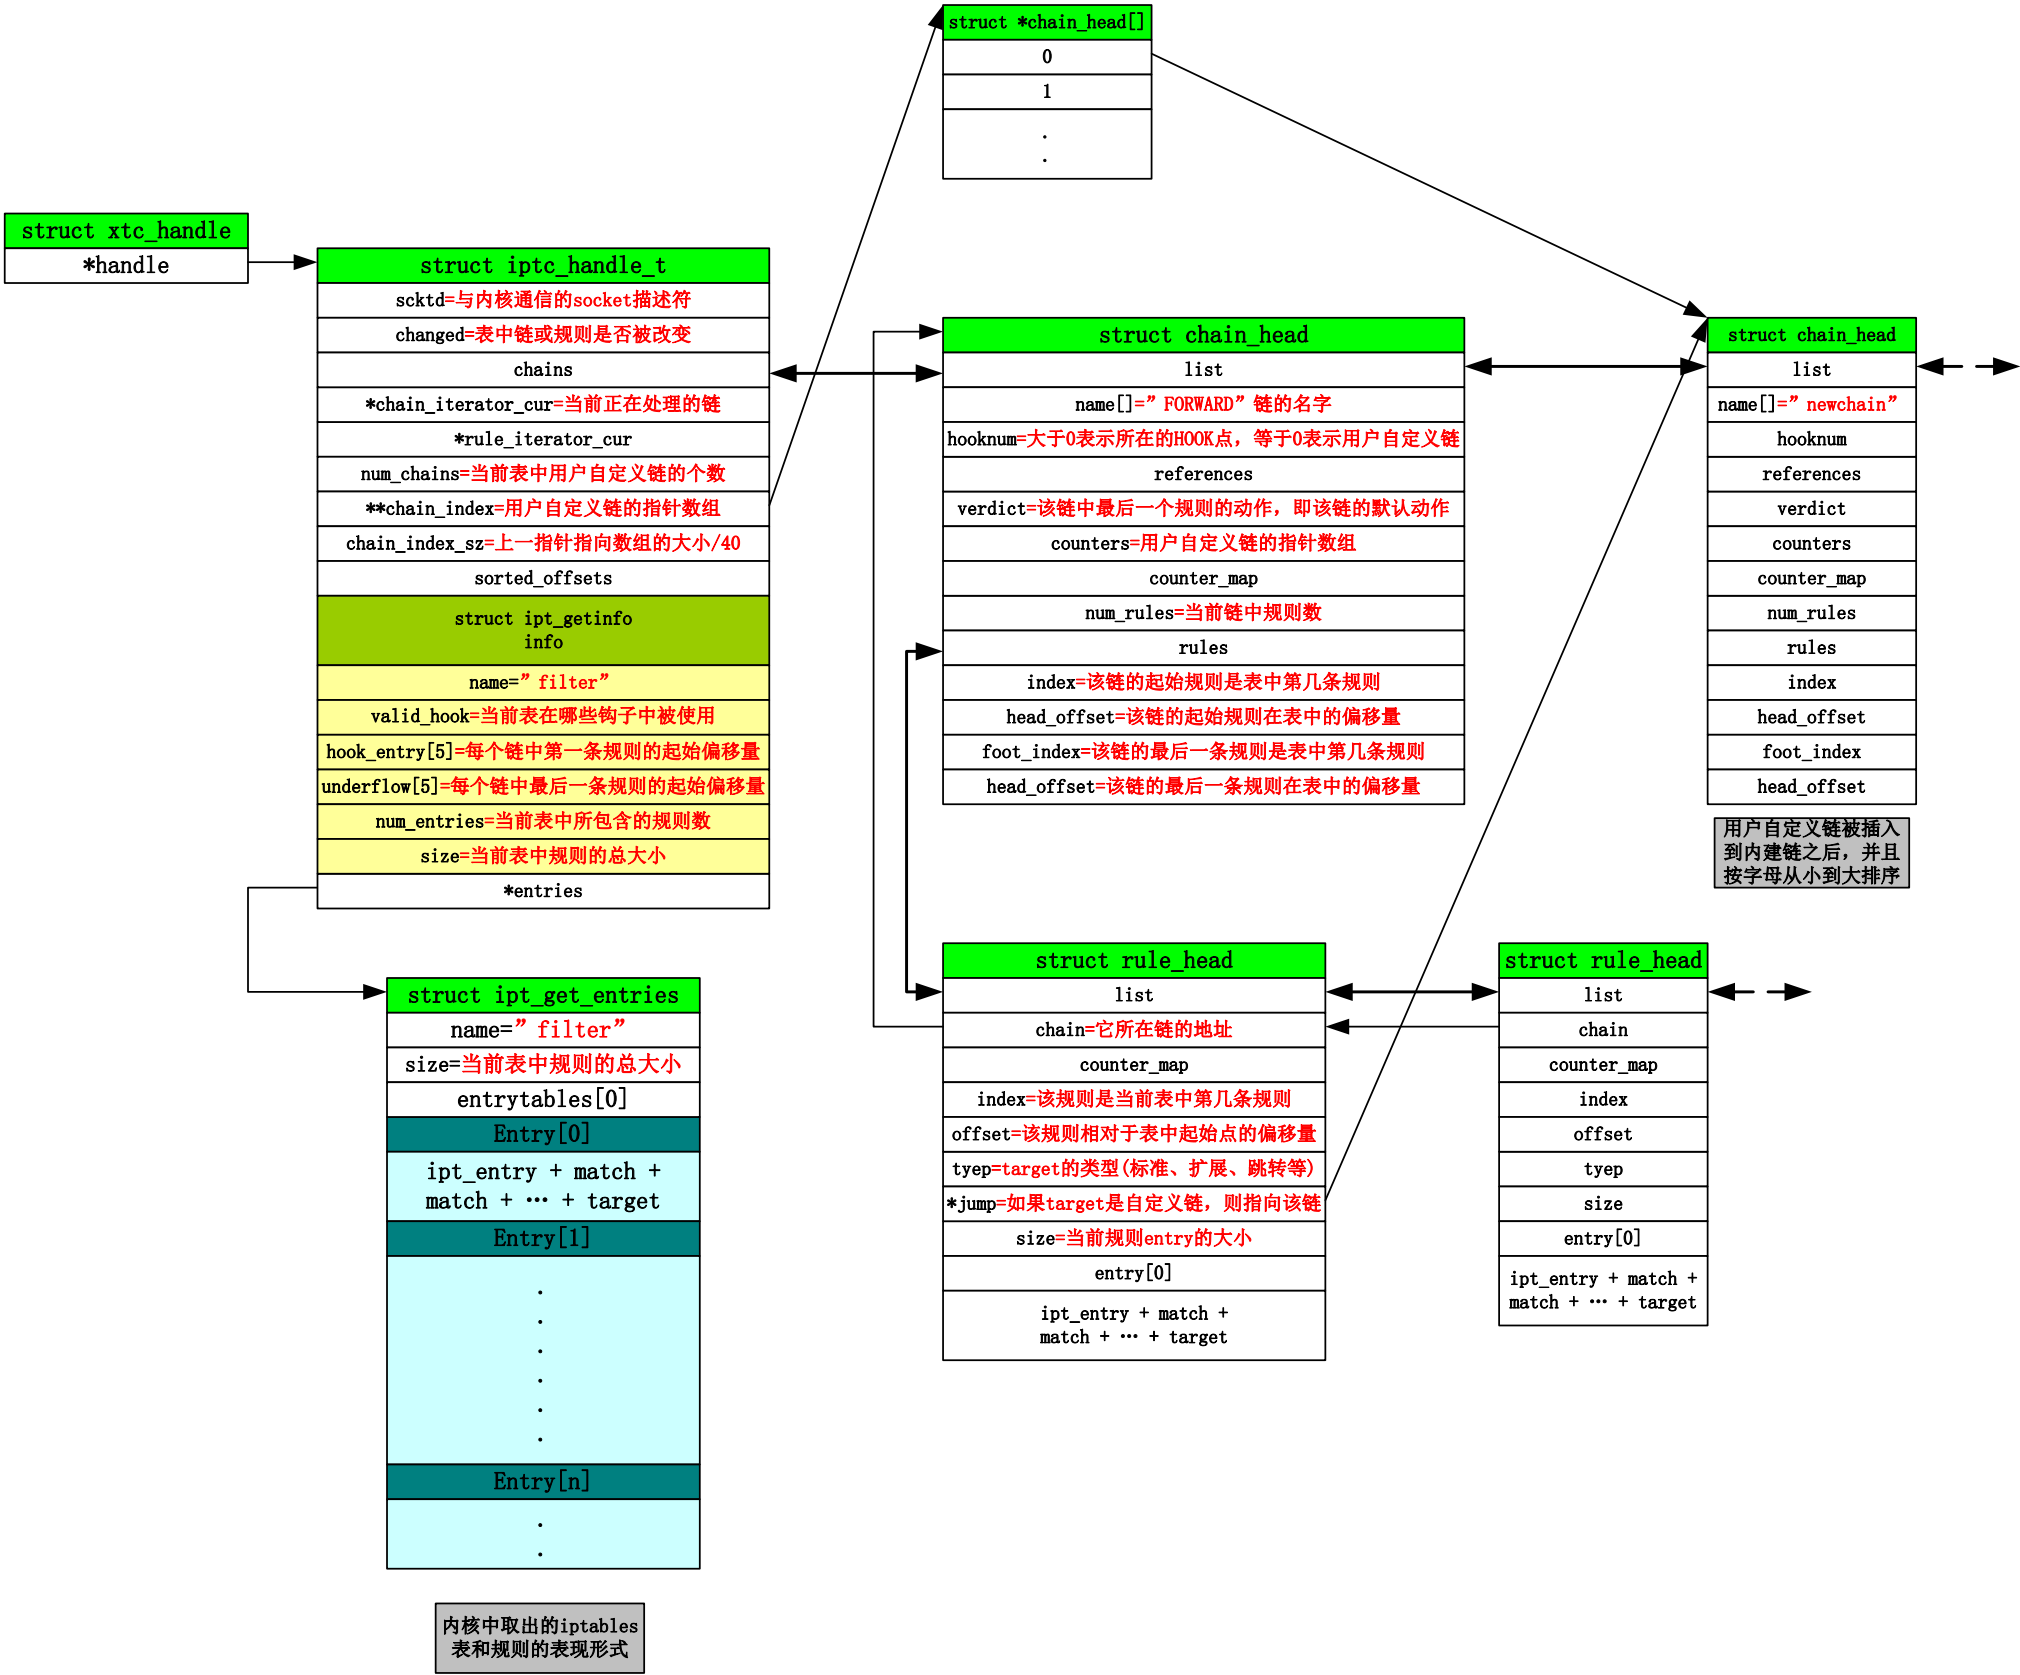 struct *chain_head[]
0
1
.
.
struct xtc_handle
*handle
struct iptc_handle_t
scktd=与内核通信的socket描述符
changed=表中链或规则是否被改变
chains
*chain_iterator_cur=当前正在处理的链
*rule_iterator_cur
num_chains=当前表中用户自定义链的个数
**chain_index=用户自定义链的指针数组
chain_index_sz=上一指针指向数组的大小/40
sorted_offsets
struct ipt_getinfo
info
name=”filter”
valid_hook=当前表在哪些钩子中被使用
hook_entry[5]=每个链中第一条规则的起始偏移量
underflow[5]=每个链中最后一条规则的起始偏移量
num_entries=当前表中所包含的规则数
size=当前表中规则的总大小
*entries
struct chain_head
list
name[]=”FORWARD”链的名字
hooknum=大于0表示所在的HOOK点，等于0表示用户自定义链
references
verdict=该链中最后一个规则的动作，即该链的默认动作
counters=用户自定义链的指针数组
counter_map
num_rules=当前链中规则数
rules
index=该链的起始规则是表中第几条规则
head_offset=该链的起始规则在表中的偏移量
foot_index=该链的最后一条规则是表中第几条规则
head_offset=该链的最后一条规则在表中的偏移量
struct chain_head
list
name[]=”newchain”
hooknum
references
verdict
counters
counter_map
num_rules
rules
index
head_offset
foot_index
head_offset
用户自定义链被插入
到内建链之后，并且
按字母从小到大排序
struct ipt_get_entries
name=”filter”
size=当前表中规则的总大小
entrytables[0]
Entry[0]
ipt_entry + match +
match + … + target
Entry[1]
.
.
.
.
.
.
Entry[n]
.
.
内核中取出的iptables
表和规则的表现形式
struct rule_head
list
chain=它所在链的地址
counter_map
index=该规则是当前表中第几条规则
offset=该规则相对于表中起始点的偏移量
tyep=target的类型(标准、扩展、跳转等)
*jump=如果target是自定义链，则指向该链
size=当前规则entry的大小
entry[0]
ipt_entry + match +
match + … + target
struct rule_head
list
chain
counter_map
index
offset
tyep
size
entry[0]
ipt_entry + match +
match + … + target